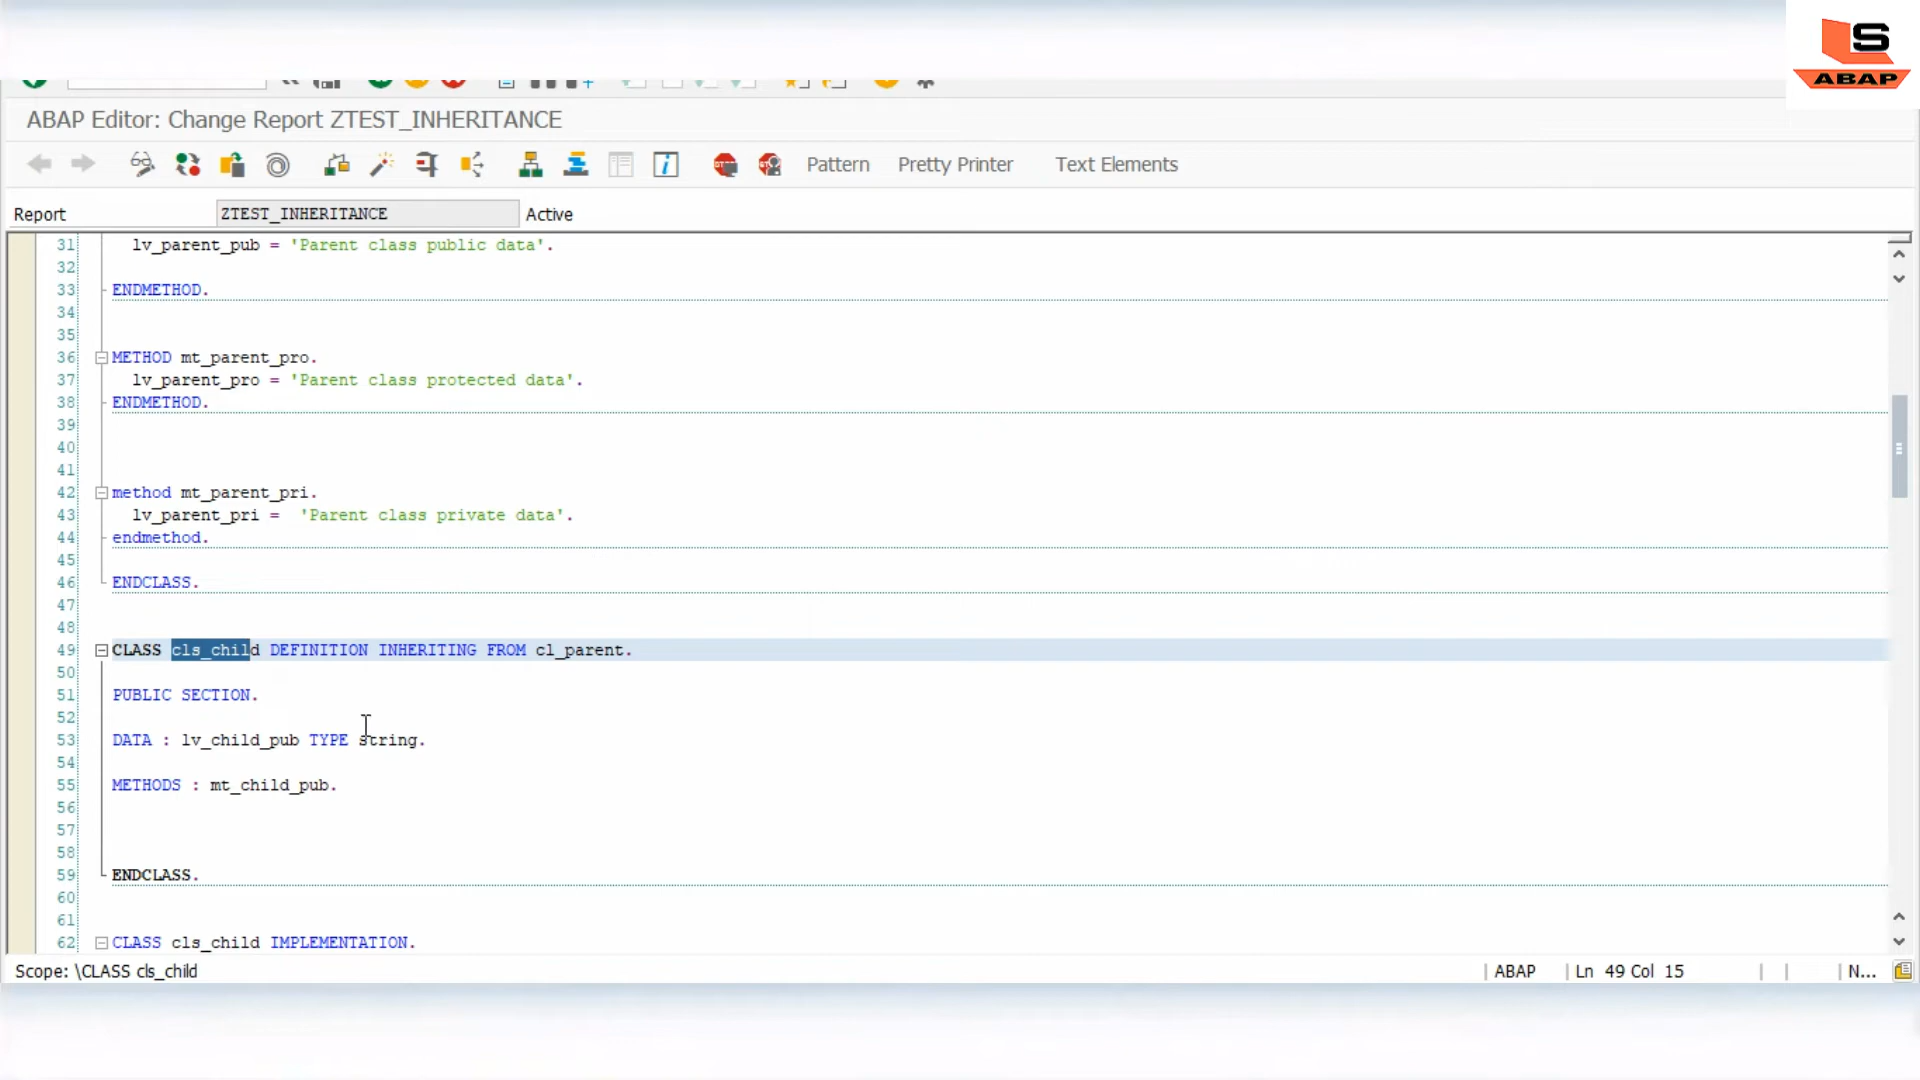 LS
ABAP
ABAP Editor: Change Report ZTEST_INHERITANCE
Pattern Pretty Printer Text Elements
Report ZTEST_INHERITANCE Active
31 lv_parent_pub = 'Parent class public data'.
32
33 ENDMETHOD.
34
35
36 METHOD mt_parent_pro.
37 lv_parent_pro = 'Parent class protected data'.
38 ENDMETHOD.
39
40
41
42 method mt_parent_pri.
43 lv_parent_pri =  'Parent class private data'.
44 endmethod.
45
46 ENDCLASS.
47
48
49 CLASS cls_child DEFINITION INHERITING FROM cl_parent.
50
51 PUBLIC SECTION.
52
53 DATA : lv_child_pub TYPE string.
54
55 METHODS : mt_child_pub.
56
57
58
59 ENDCLASS.
60
61
62 CLASS cls_child IMPLEMENTATION.
Scope: \CLASS cls_child ABAP Ln 49 Col 15 N...